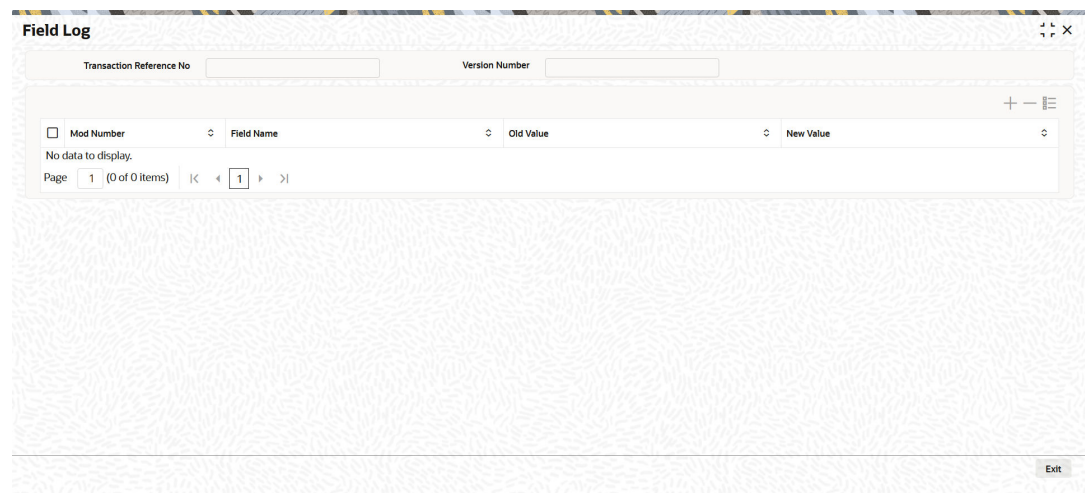 Field Log
Transaction Reference No
Version Number
Mod Number
Field Name
Old Value
New Value
No data to display.
Page 1 (0 of 0 items) 1
Exit